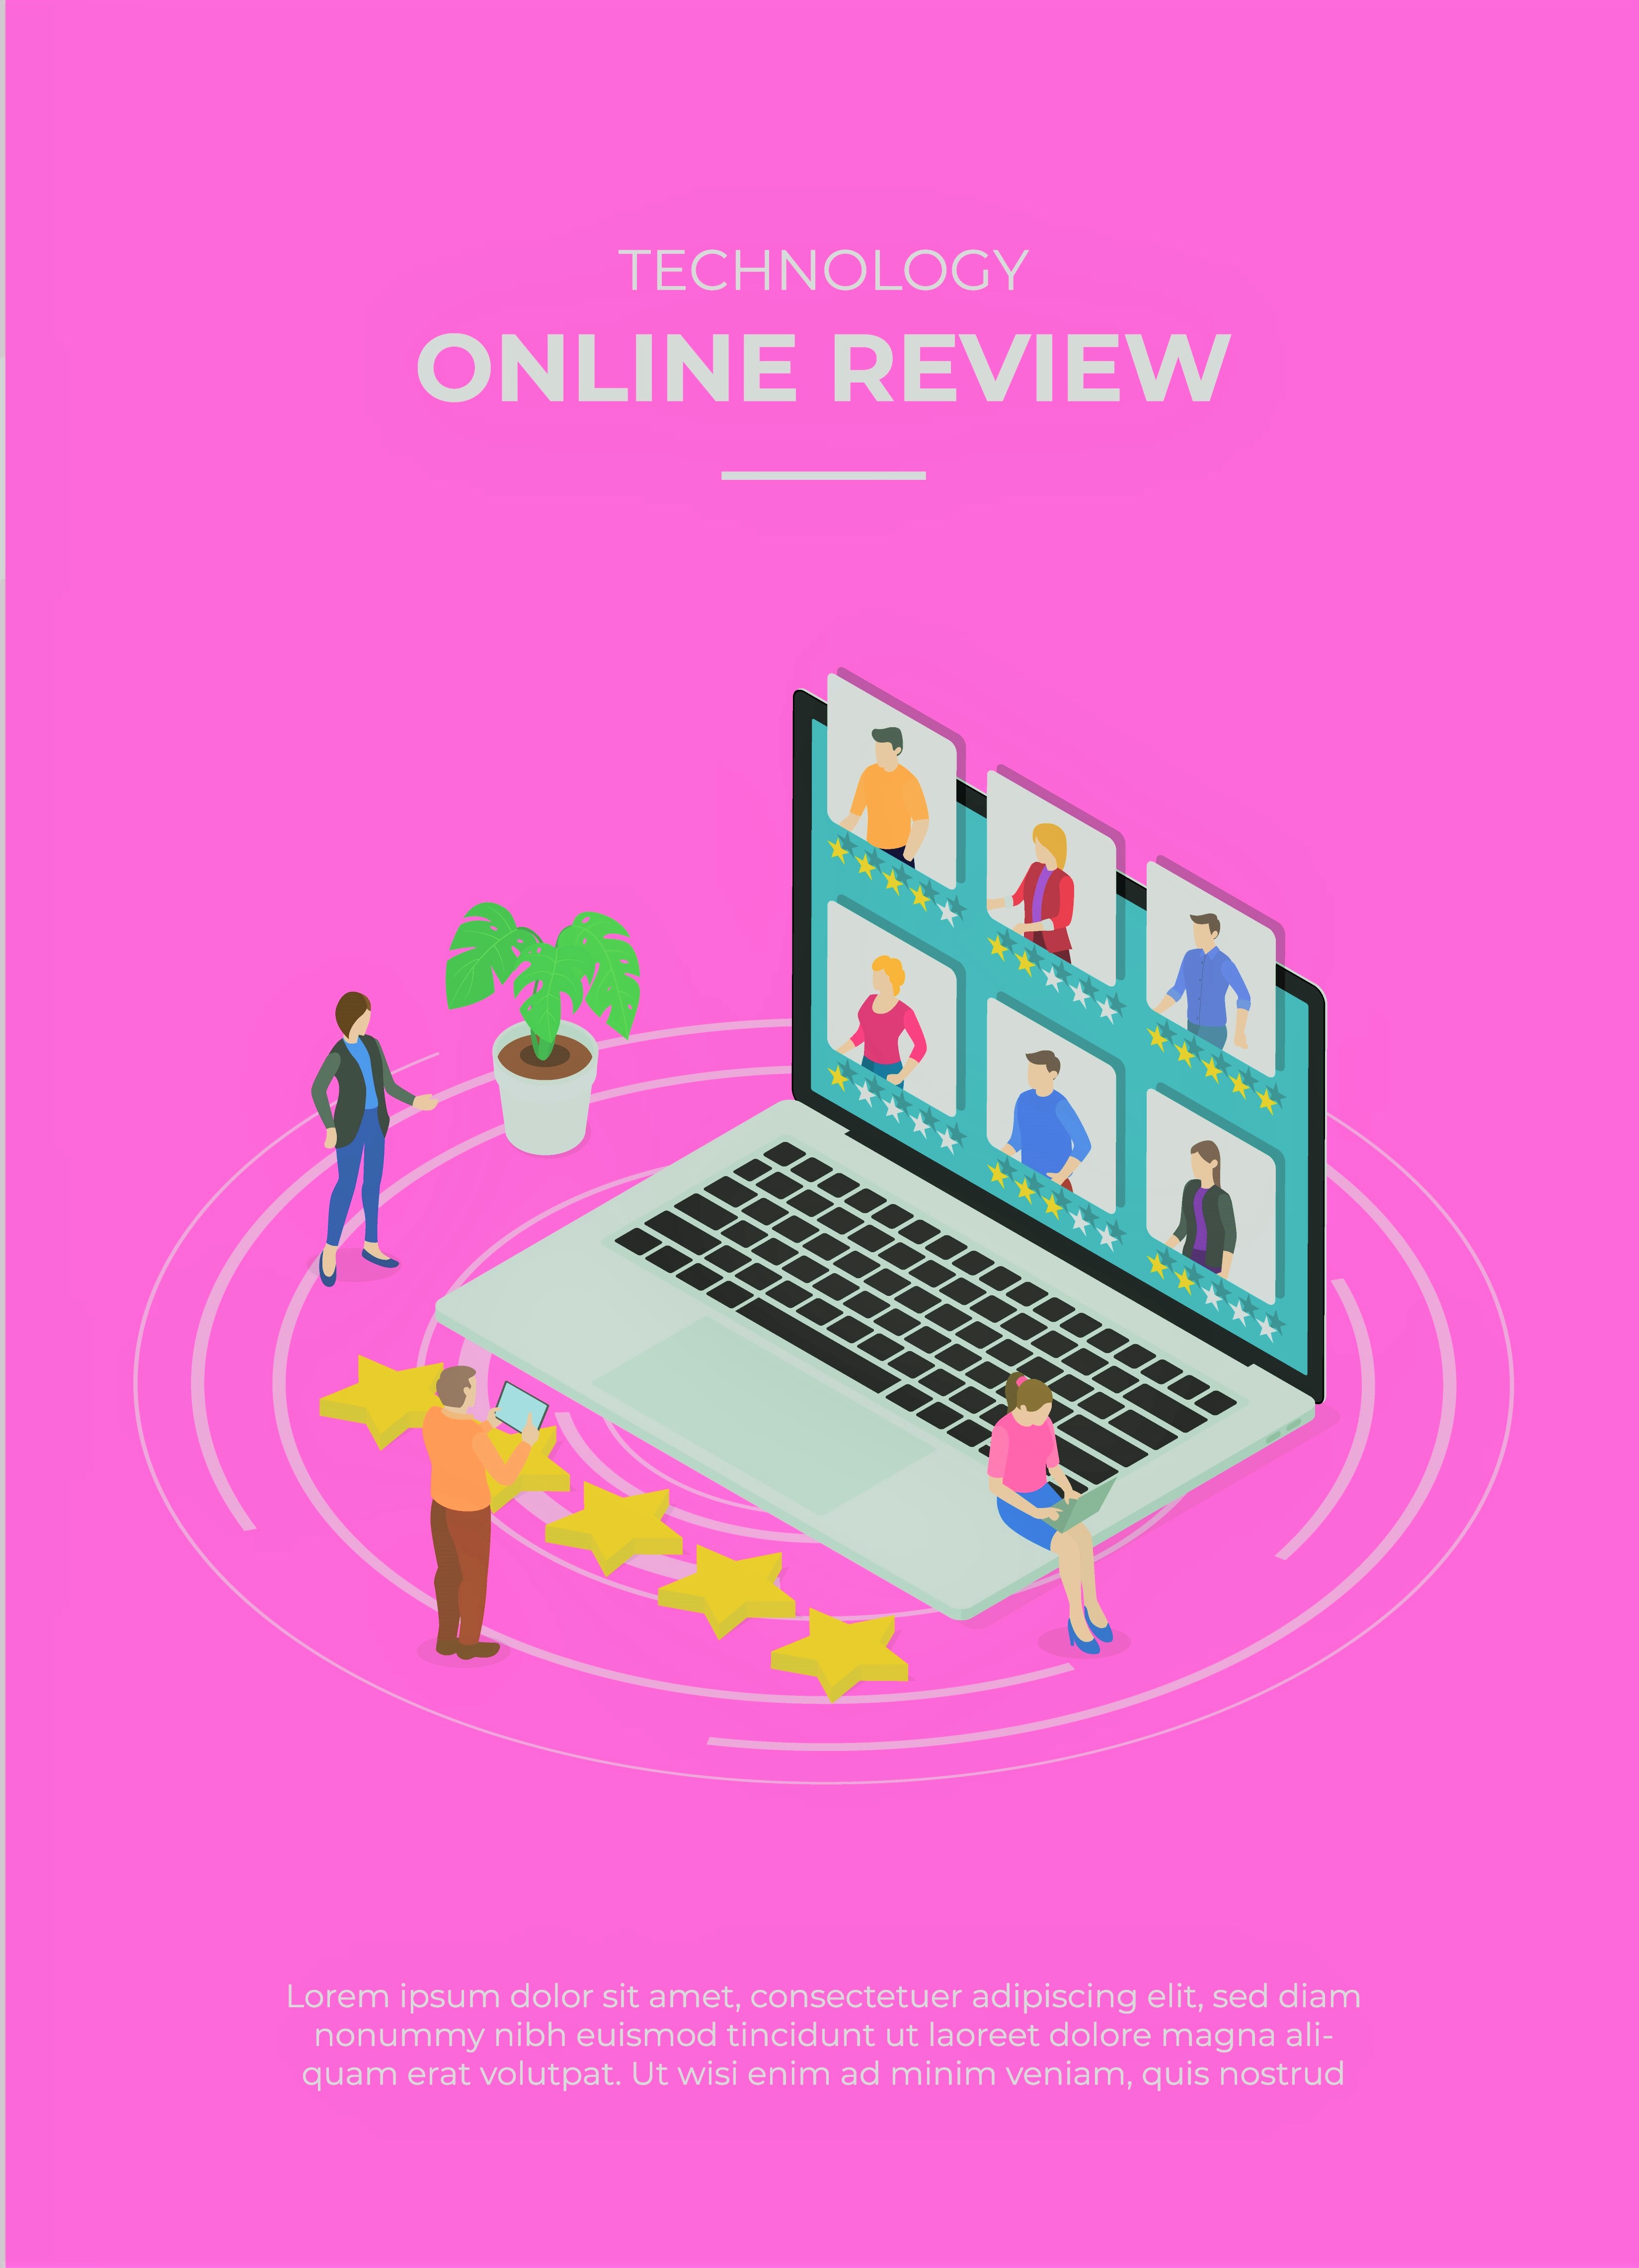 TECHNOLOGY
ONLINE REVIEW
Lorem ipsum dolor sit amet, consectetuer adipiscing elit, sed diam
nonummy nibh euismod tincidunt ut laoreet dolore magna ali-
quam erat volutpat. Ut wisi enim ad minim veniam, quis nostrud